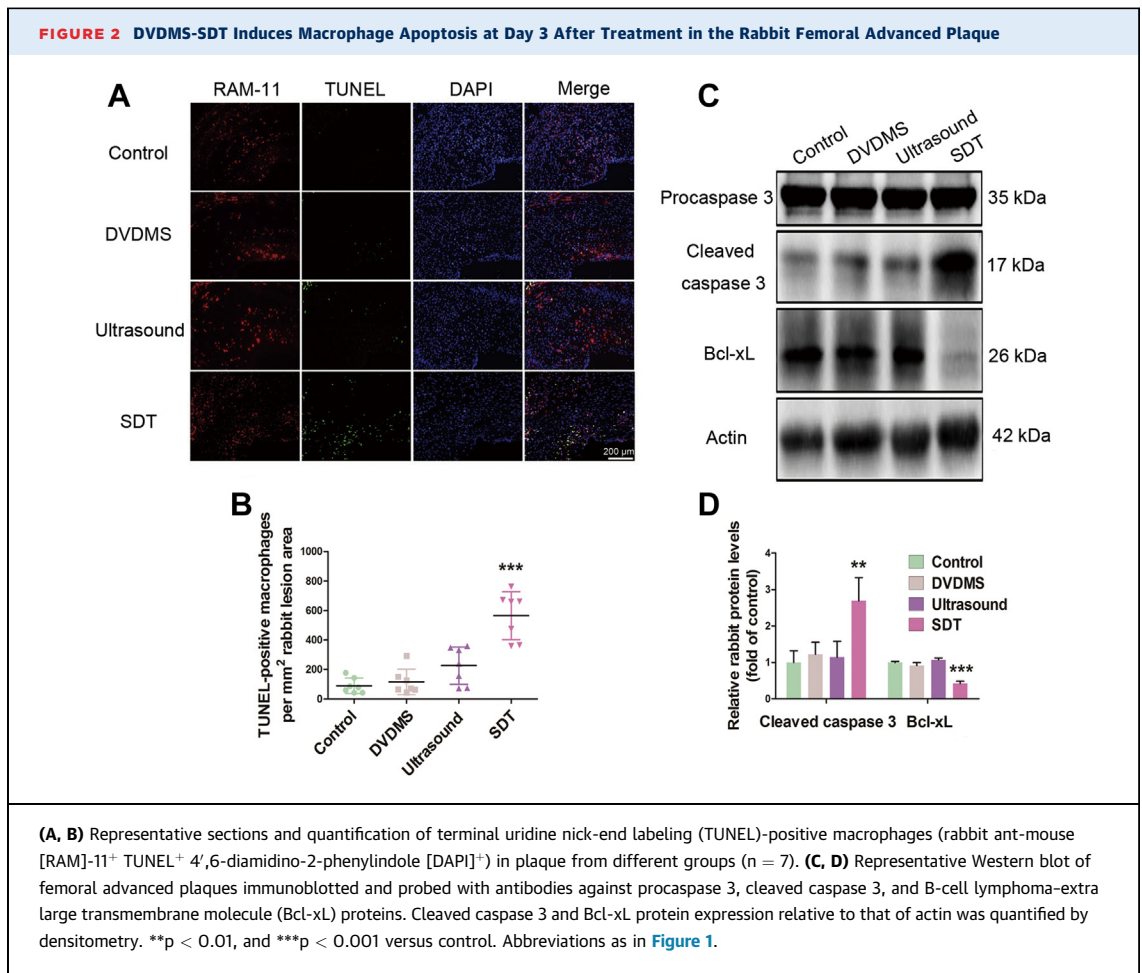 FIGURE 2 DVDMS-SDT Induces Macrophage Apoptosis at Day 3 After Treatment in the Rabbit Femoral Advanced Plaque
A
RAM-11 TUNEL DAPI Merge
Control
DVDMS
Ultrasound
SDT
200 µm
C
Control DVDMS Ultrasound SDT
Procaspase 3 35 kDa
Cleaved
caspase 3
17 kDa
Bcl-xL 26 kDa
Actin 42 kDa
B
TUNEL-positive macrophages
per mm² rabbit lesion area
1000
800
600
400
200
0
***
Control DVDMS Ultrasound SDT
D
Relative rabbit protein levels
(fold of control)
4
3
2
1
0
**
***
Control
DVDMS
Ultrasound
SDT
Cleaved caspase 3 Bcl-xL
(A, B) Representative sections and quantification of terminal uridine nick-end labeling (TUNEL)-positive macrophages (rabbit ant-mouse
[RAM]-11⁺ TUNEL⁺ 4′,6-diamidino-2-phenylindole [DAPI]⁺) in plaque from different groups (n = 7). (C, D) Representative Western blot of
femoral advanced plaques immunoblotted and probed with antibodies against procaspase 3, cleaved caspase 3, and B-cell lymphoma-extra
large transmembrane molecule (Bcl-xL) proteins. Cleaved caspase 3 and Bcl-xL protein expression relative to that of actin was quantified by
densitometry. **p < 0.01, and ***p < 0.001 versus control. Abbreviations as in Figure 1.